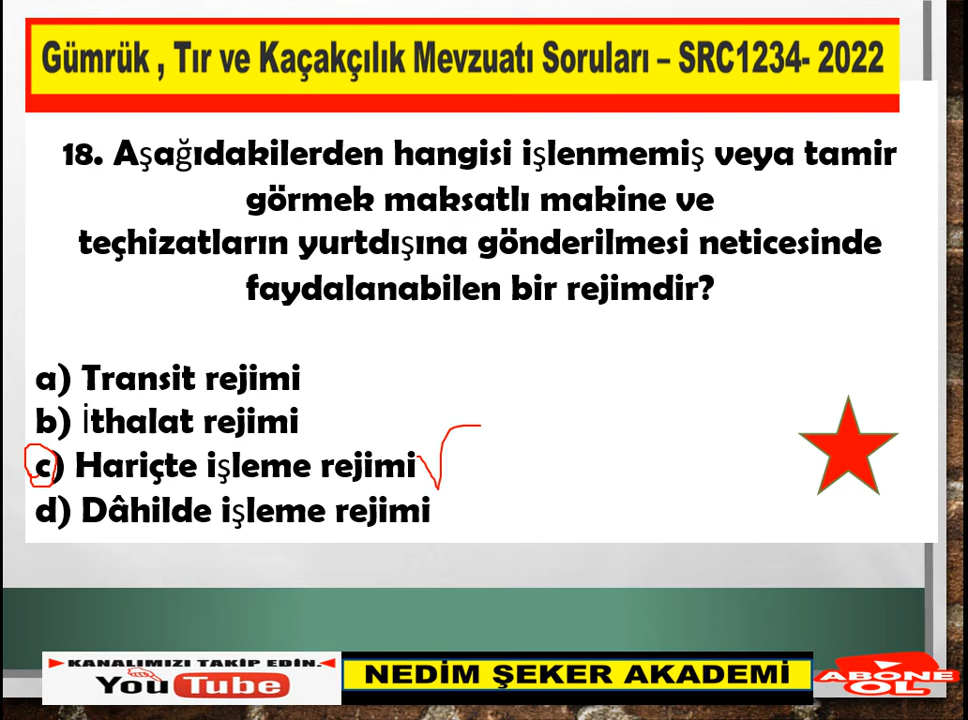 Gümrük , Tır ve Kaçakçılık Mevzuatı Soruları – SRC1234- 2022
18. Aşağıdakilerden hangisi işlenmemiş veya tamir
görmek maksatlı makine ve
teçhizatların yurtdışına gönderilmesi neticesinde
faydalanabilen bir rejimdir?
a) Transit rejimi
b) İthalat rejimi
c) Hariçte işleme rejimi
d) Dâhilde işleme rejimi
KANALIMIZI TAKİP EDİN.
YouTube
NEDİM ŞEKER AKADEMİ
ABONE
OL